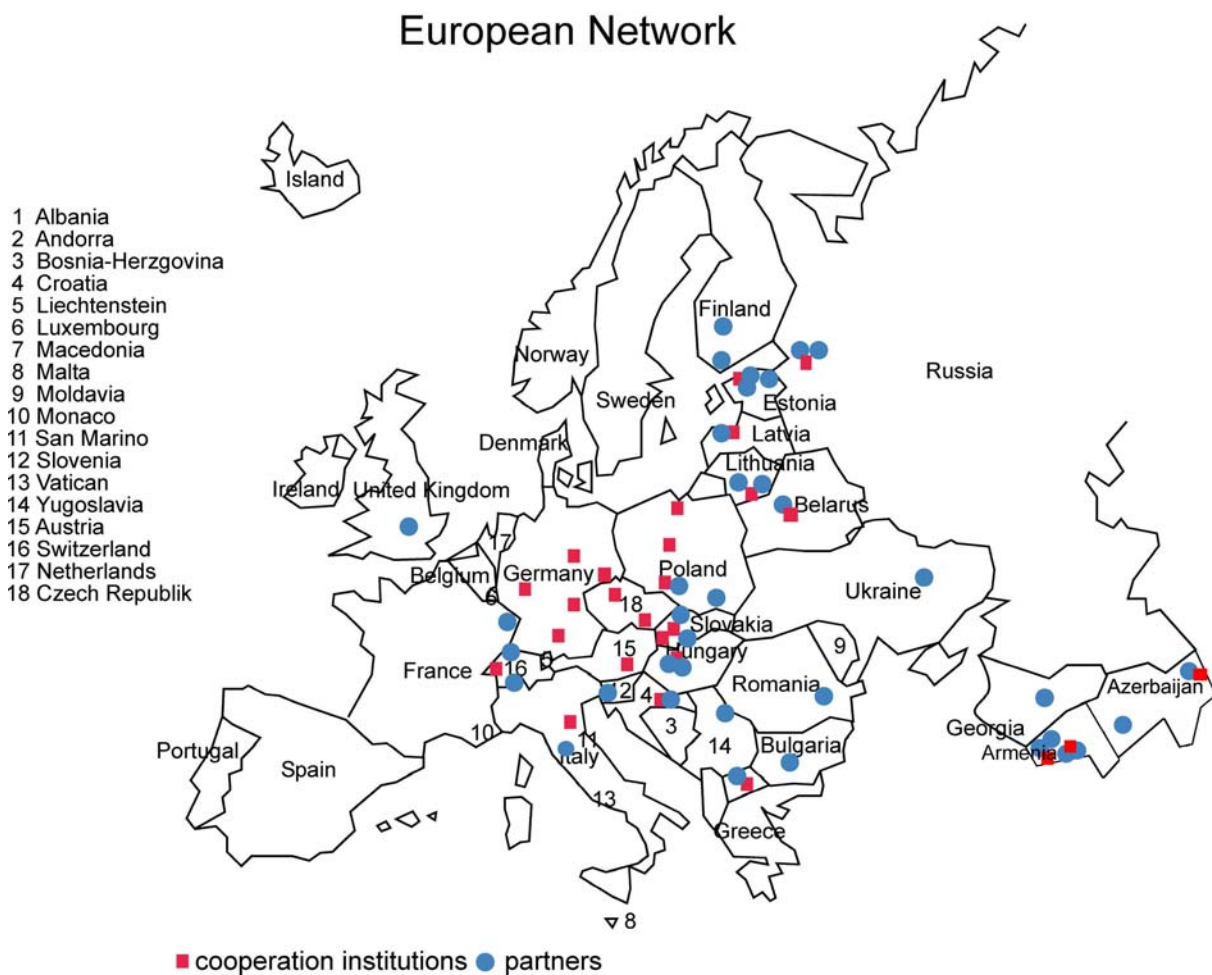 European Network
Island
1 Albania
2 Andorra
3 Bosnia-Herzgovina
4 Croatia
5 Liechtenstein
6 Luxembourg
7 Macedonia
8 Malta
9 Moldavia
10 Monaco
11 San Marino
12 Slovenia
13 Vatican
14 Yugoslavia
15 Austria
16 Switzerland
17 Netherlands
18 Czech Republik
Finland
Norway
Russia
Sweden
Estonia
Denmark
Latvia
Lithuania
Ireland
United Kingdom
Belarus
17
Belgium
Germany
Poland
Ukraine
6
18
Slovakia
15
Hungary
9
France
16
5
12
4
Romania
Azerbaijan
10
11
3
Georgia
Portugal
Spain
Italy
14
Bulgaria
Armenia
13
Greece
8
cooperation institutions
partners